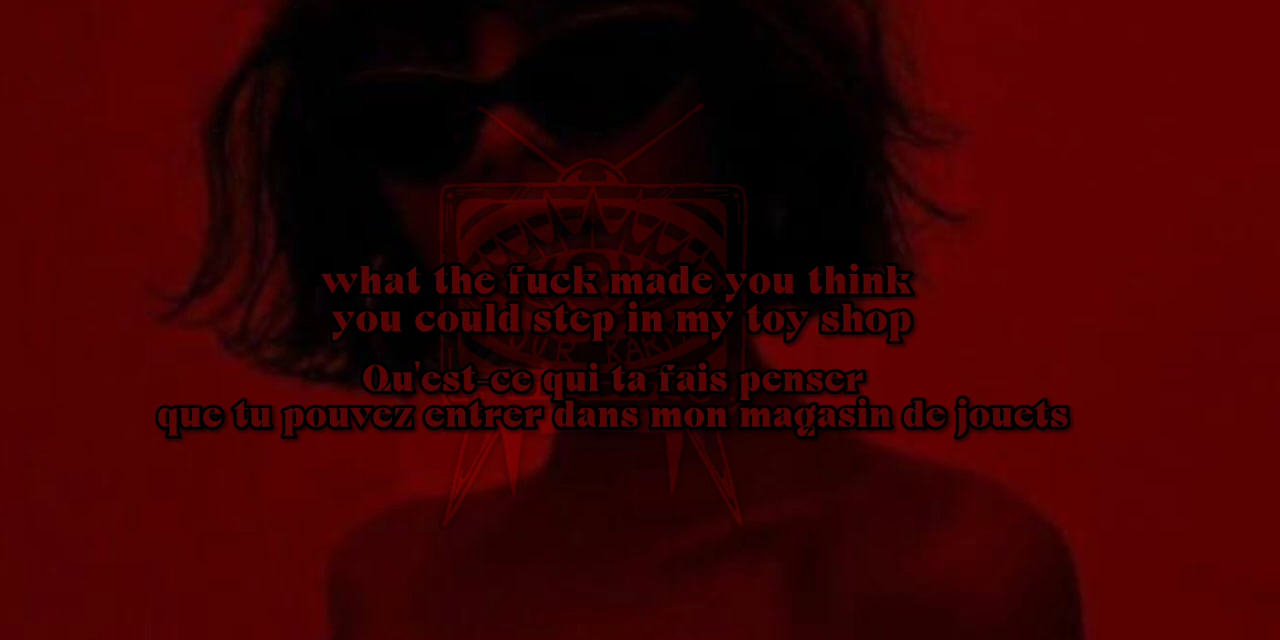 what the fuck made you think
you could step in my toy shop
Qu'est-ce qui ta fais penser
que tu pouvez entrer dans mon magasin de jouets